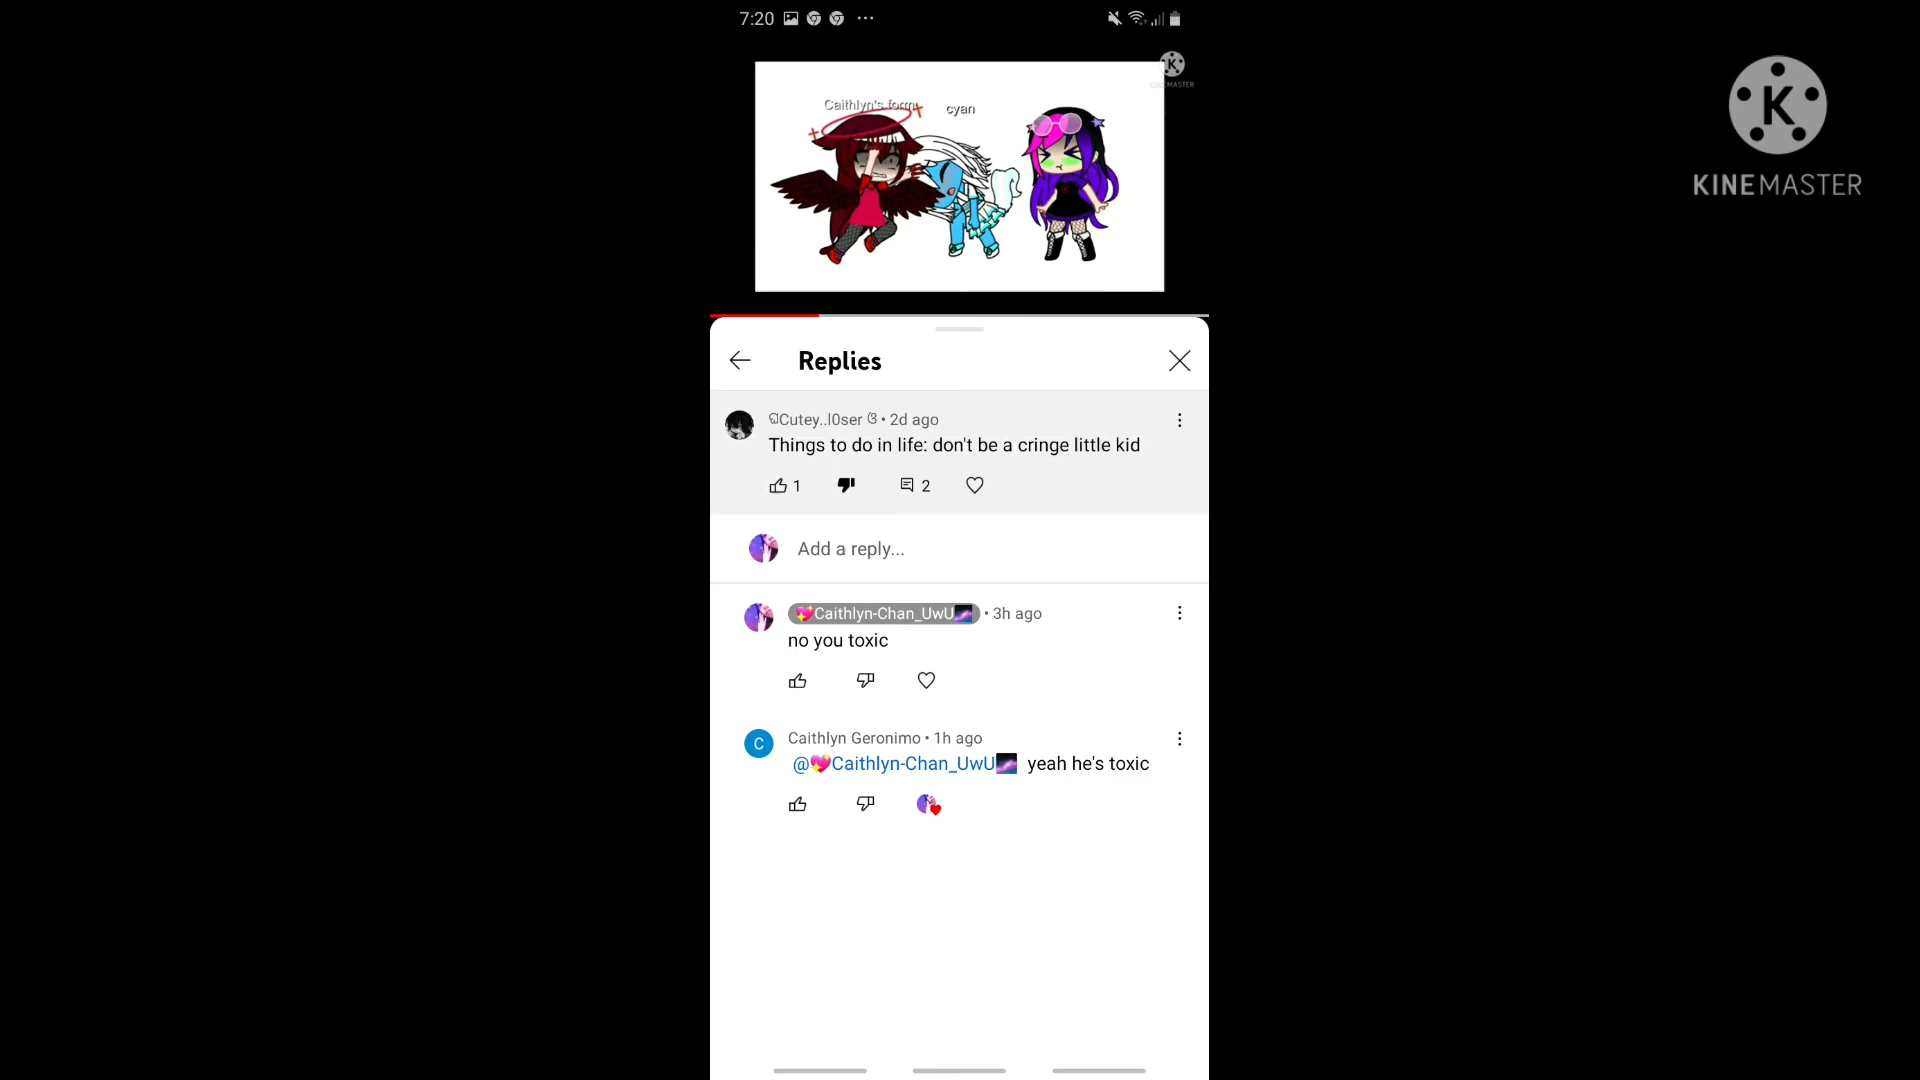 7:20
KINEMASTER
Caithlyn's form
cyan
KINEMASTER
Replies
Cutey..l0ser • 2d ago
Things to do in life: don't be a cringe little kid
1
2
Add a reply...
💖Caithlyn-Chan_UwU🌌 • 3h ago
no you toxic
C
Caithlyn Geronimo • 1h ago
@💖Caithlyn-Chan_UwU🌌 yeah he's toxic